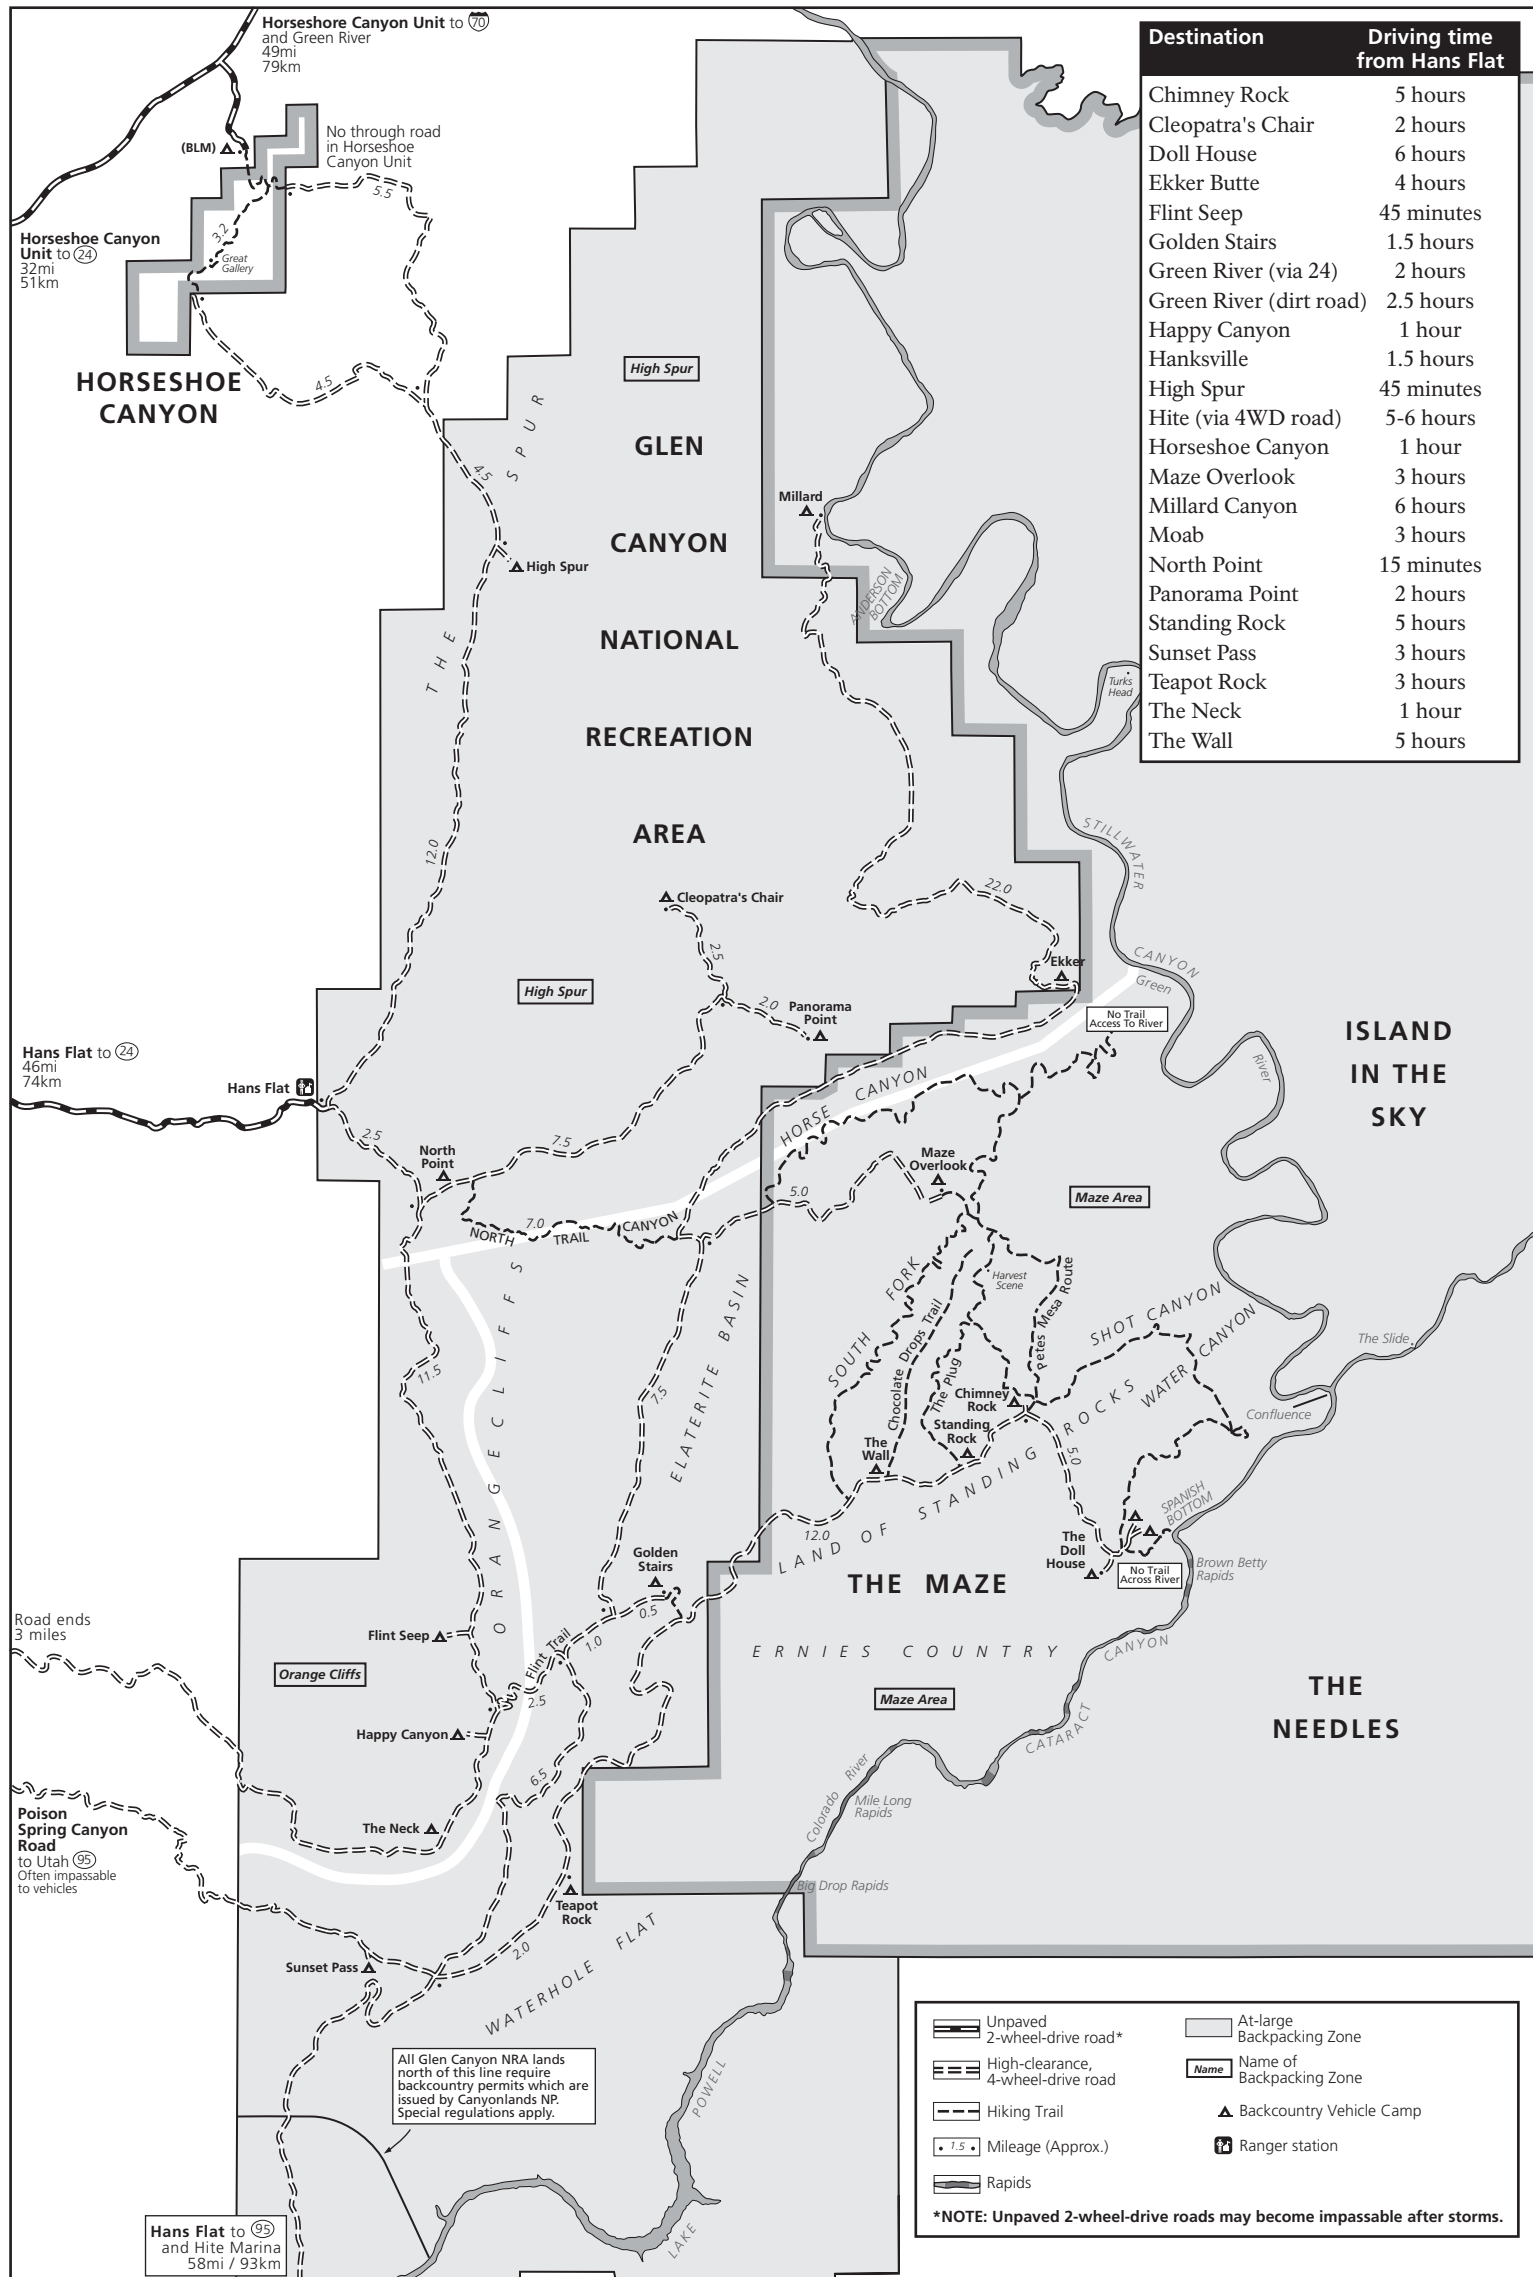 Horseshore Canyon Unit to 70
and Green River
49mi
79km
(BLM)
No through road
in Horseshoe
Canyon Unit
5.5
3.2
Great
Gallery
Horseshoe Canyon
Unit to 24
32mi
51km
HORSESHOE
CANYON
4.5
4.5
THE SPUR
High Spur
High Spur
GLEN
CANYON
NATIONAL
RECREATION
AREA
Millard
ANDERSON
BOTTOM
Turks
Head
Destination Driving time
from Hans Flat
Chimney Rock 5 hours
Cleopatra's Chair 2 hours
Doll House 6 hours
Ekker Butte 4 hours
Flint Seep 45 minutes
Golden Stairs 1.5 hours
Green River (via 24) 2 hours
Green River (dirt road) 2.5 hours
Happy Canyon 1 hour
Hanksville 1.5 hours
High Spur 45 minutes
Hite (via 4WD road) 5-6 hours
Horseshoe Canyon 1 hour
Maze Overlook 3 hours
Millard Canyon 6 hours
Moab 3 hours
North Point 15 minutes
Panorama Point 2 hours
Standing Rock 5 hours
Sunset Pass 3 hours
Teapot Rock 3 hours
The Neck 1 hour
The Wall 5 hours
12.0
STILLWATER
CANYON
Green
River
22.0
Ekker
Cleopatra's Chair
2.5
2.0
Panorama
Point
High Spur
No Trail
Access To River
ISLAND
IN THE
SKY
Hans Flat to 24
46mi
74km
Hans Flat
2.5
North
Point
7.5
HORSE CANYON
Maze
Overlook
5.0
Maze Area
7.0
NORTH TRAIL CANYON
ORANGE CLIFFS
11.5
ELATERITE BASIN
7.5
SOUTH FORK
Chocolate Drops Trail
Harvest
Scene
The Plug
Petes Mesa Route
SHOT CANYON
WATER CANYON
The Slide
Confluence
Chimney
Rock
Standing
Rock
The
Wall
LAND OF STANDING ROCKS
5.0
12.0
SPANISH
BOTTOM
The
Doll
House
No Trail
Across River
Brown Betty
Rapids
THE MAZE
Golden
Stairs
0.5
1.0
Flint Trail
2.5
Flint Seep
Orange Cliffs
Happy Canyon
The Neck
Road ends
3 miles
ERNIES COUNTRY
Maze Area
CATARACT CANYON
THE
NEEDLES
Colorado River
Mile Long
Rapids
Big Drop Rapids
6.5
Poison
Spring Canyon
Road
to Utah 95
Often impassable
to vehicles
Teapot
Rock
2.0
Sunset Pass
WATERHOLE FLAT
All Glen Canyon NRA lands
north of this line require
backcountry permits which are
issued by Canyonlands NP.
Special regulations apply.
LAKE POWELL
Hans Flat to 95
and Hite Marina
58mi / 93km
Unpaved
2-wheel-drive road*
High-clearance,
4-wheel-drive road
Hiking Trail
1.5 Mileage (Approx.)
Rapids
At-large
Backpacking Zone
Name Name of
Backpacking Zone
Backcountry Vehicle Camp
Ranger station
*NOTE: Unpaved 2-wheel-drive roads may become impassable after storms.